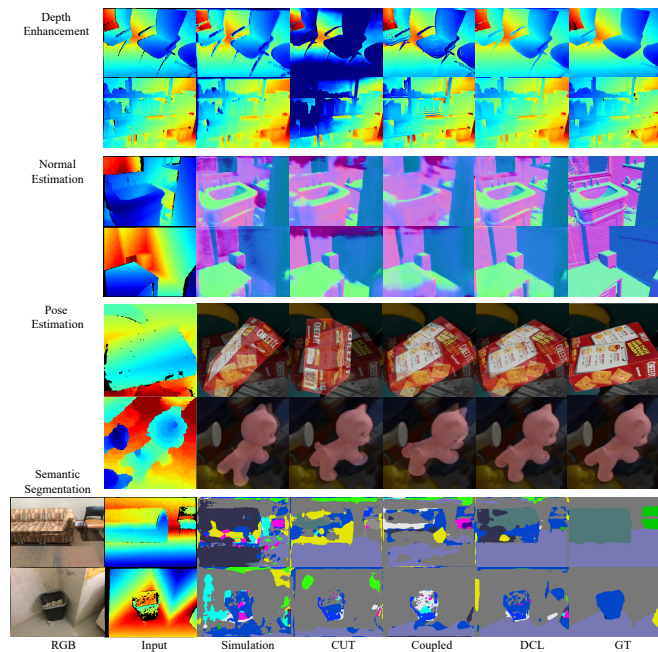 Depth
Enhancement
Normal
Estimation
Pose
Estimation
Semantic
Segmentation
RGB Input Simulation CUT Coupled DCL GT